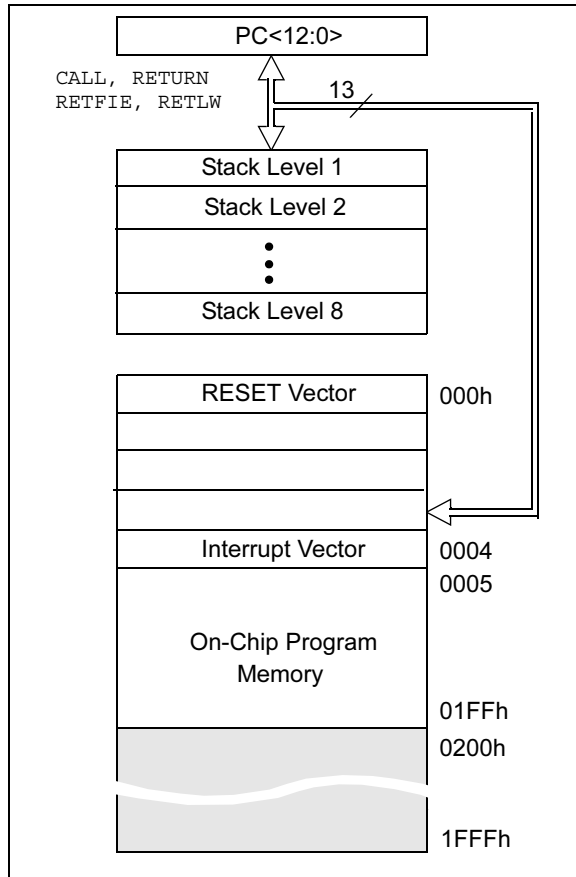 PC<12:0>
CALL, RETURN
RETFIE, RETLW
13
Stack Level 1
Stack Level 2
Stack Level 8
RESET Vector
000h
Interrupt Vector
0004
0005
On-Chip Program
Memory
01FFh
0200h
1FFFh